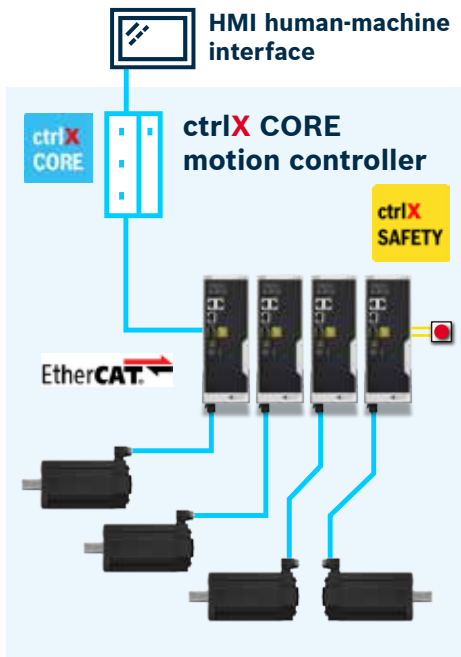 HMI human-machine
interface
ctrlX
CORE
ctrlX CORE
motion controller
ctrlX
SAFETY
EtherCAT.